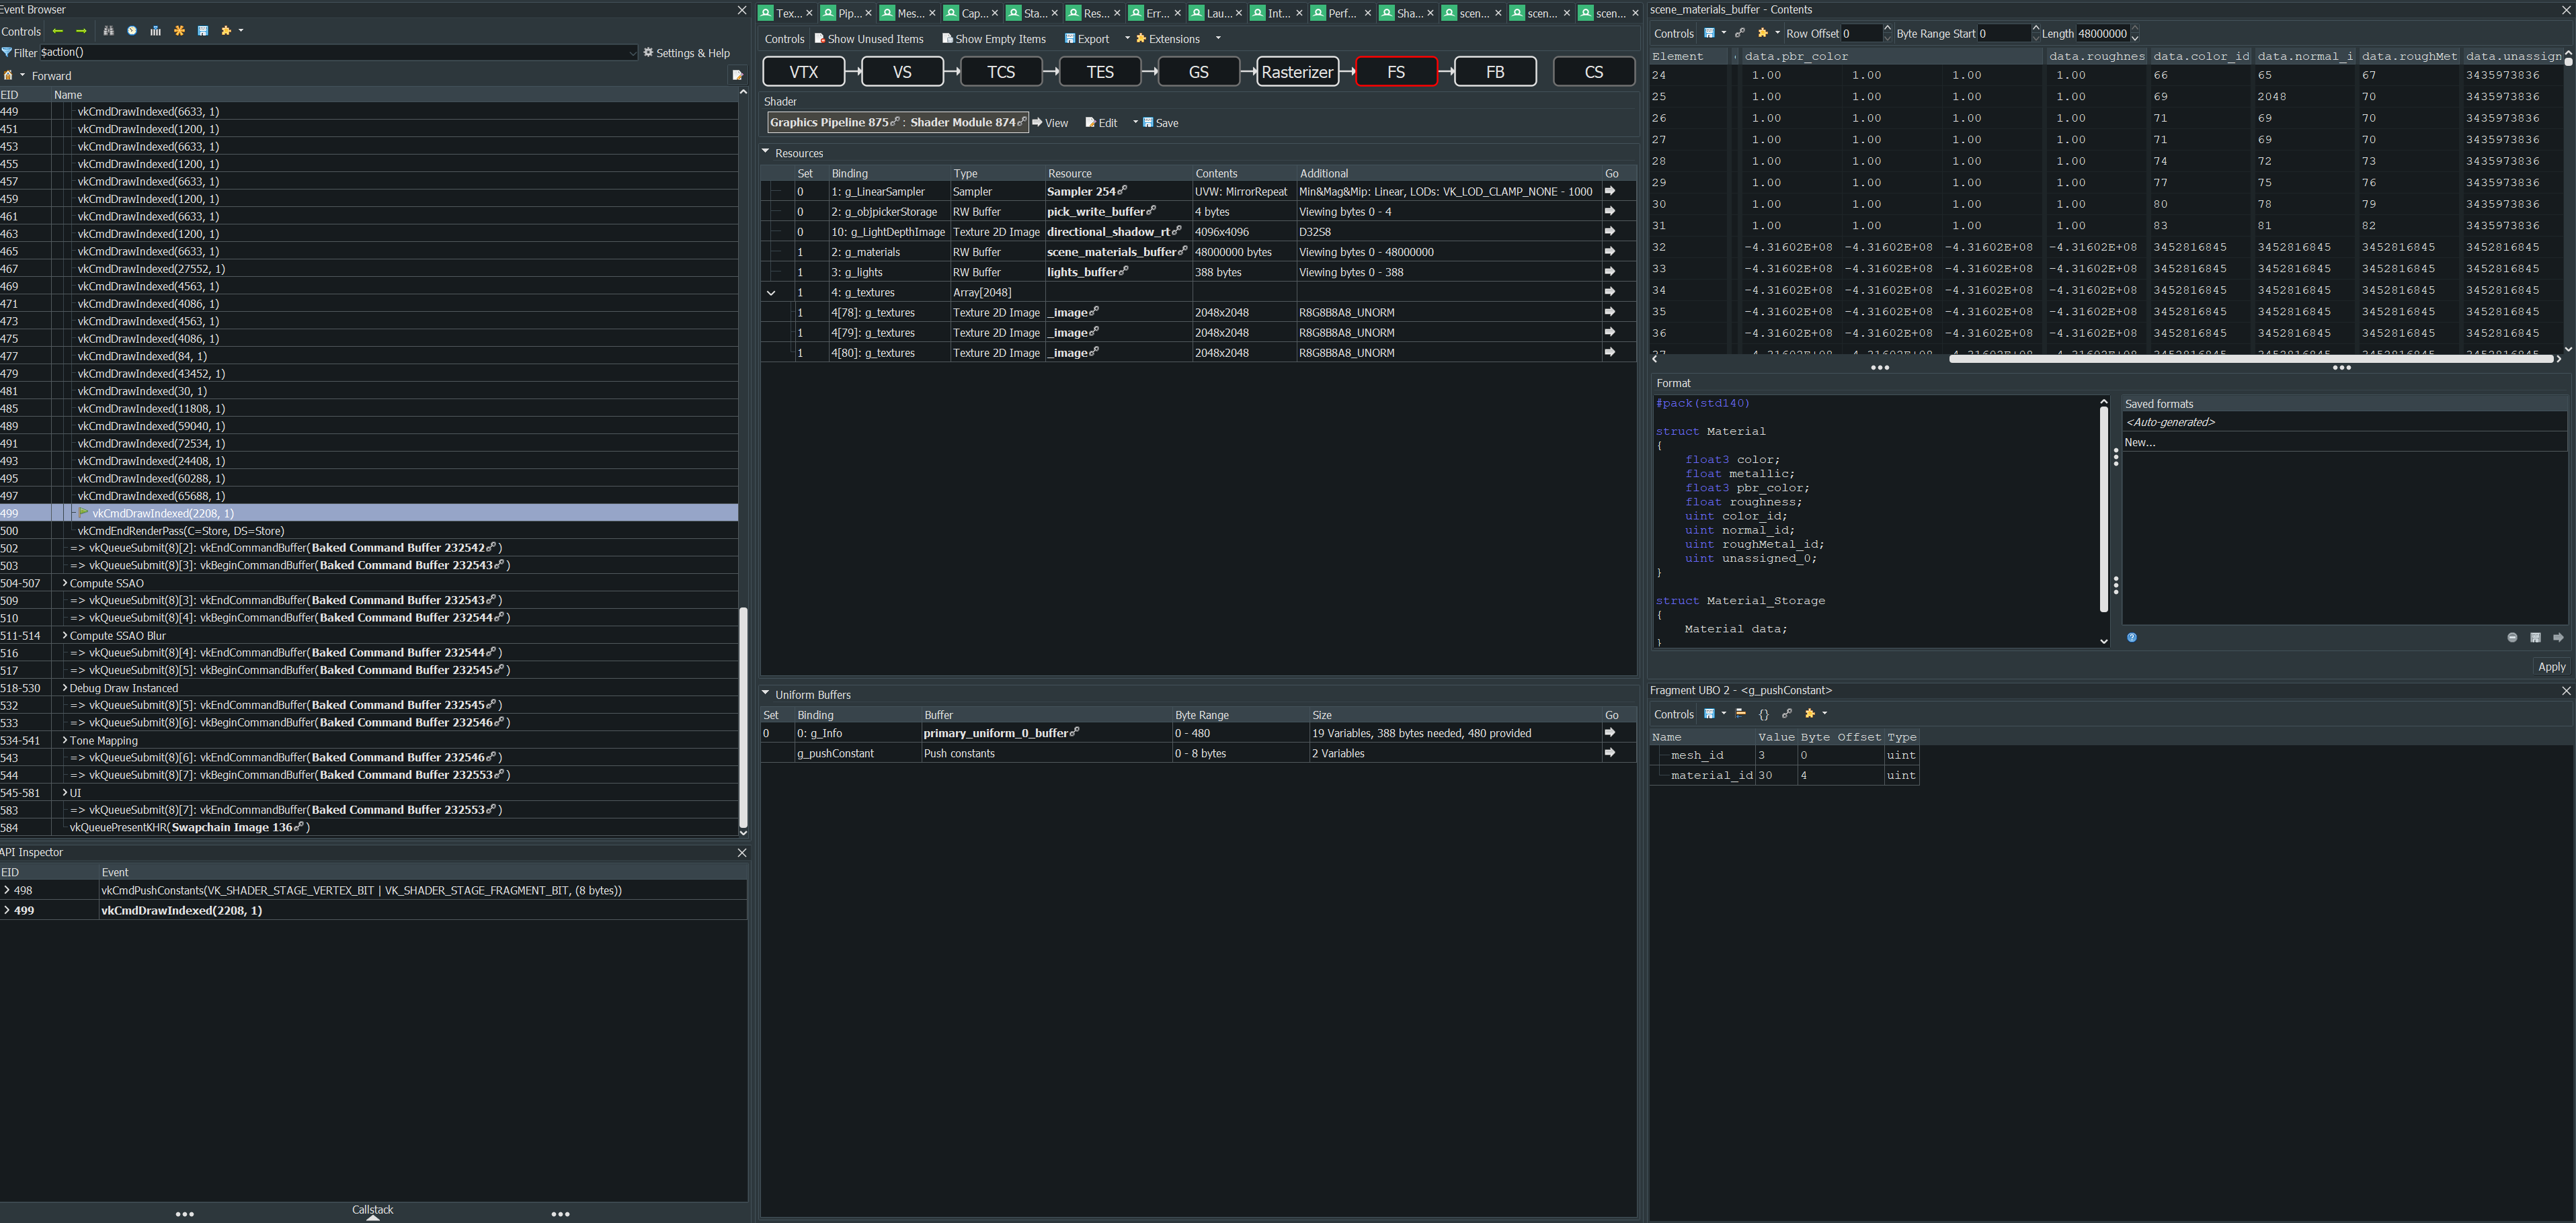 Event Browser
Controls
Filter $action() Settings & Help
Forward
EID Name
449 vkCmdDrawIndexed(6633, 1)
451 vkCmdDrawIndexed(1200, 1)
453 vkCmdDrawIndexed(6633, 1)
455 vkCmdDrawIndexed(1200, 1)
457 vkCmdDrawIndexed(6633, 1)
459 vkCmdDrawIndexed(1200, 1)
461 vkCmdDrawIndexed(6633, 1)
463 vkCmdDrawIndexed(1200, 1)
465 vkCmdDrawIndexed(6633, 1)
467 vkCmdDrawIndexed(27552, 1)
469 vkCmdDrawIndexed(4563, 1)
471 vkCmdDrawIndexed(4086, 1)
473 vkCmdDrawIndexed(4563, 1)
475 vkCmdDrawIndexed(4086, 1)
477 vkCmdDrawIndexed(84, 1)
479 vkCmdDrawIndexed(43452, 1)
481 vkCmdDrawIndexed(30, 1)
485 vkCmdDrawIndexed(11808, 1)
489 vkCmdDrawIndexed(59040, 1)
491 vkCmdDrawIndexed(72534, 1)
493 vkCmdDrawIndexed(24408, 1)
495 vkCmdDrawIndexed(60288, 1)
497 vkCmdDrawIndexed(65688, 1)
499 vkCmdDrawIndexed(2208, 1)
500 vkCmdEndRenderPass(C=Store, DS=Store)
502 => vkQueueSubmit(8)[2]: vkEndCommandBuffer(Baked Command Buffer 232542 )
503 => vkQueueSubmit(8)[3]: vkBeginCommandBuffer(Baked Command Buffer 232543 )
504-507 Compute SSAO
509 => vkQueueSubmit(8)[3]: vkEndCommandBuffer(Baked Command Buffer 232543 )
510 => vkQueueSubmit(8)[4]: vkBeginCommandBuffer(Baked Command Buffer 232544 )
511-514 Compute SSAO Blur
516 => vkQueueSubmit(8)[4]: vkEndCommandBuffer(Baked Command Buffer 232544 )
517 => vkQueueSubmit(8)[5]: vkBeginCommandBuffer(Baked Command Buffer 232545 )
518-530 Debug Draw Instanced
532 => vkQueueSubmit(8)[5]: vkEndCommandBuffer(Baked Command Buffer 232545 )
533 => vkQueueSubmit(8)[6]: vkBeginCommandBuffer(Baked Command Buffer 232546 )
534-541 Tone Mapping
543 => vkQueueSubmit(8)[6]: vkEndCommandBuffer(Baked Command Buffer 232546 )
544 => vkQueueSubmit(8)[7]: vkBeginCommandBuffer(Baked Command Buffer 232553 )
545-581 UI
583 => vkQueueSubmit(8)[7]: vkEndCommandBuffer(Baked Command Buffer 232553 )
584 vkQueuePresentKHR(Swapchain Image 136 )
API Inspector
EID Event
498 vkCmdPushConstants(VK_SHADER_STAGE_VERTEX_BIT | VK_SHADER_STAGE_FRAGMENT_BIT, (8 bytes))
499 vkCmdDrawIndexed(2208, 1)
Callstack
Tex... Pip... Mes... Cap... Sta... Res... Err... Lau... Int... Perf... Sha... scen... scen... scen...
Controls Show Unused Items Show Empty Items Export Extensions
VTX VS TCS TES GS Rasterizer FS FB CS
Shader
Graphics Pipeline 875 : Shader Module 874 View Edit Save
Resources
Set Binding Type Resource Contents Additional Go
0 1: g_LinearSampler Sampler Sampler 254 UVW: MirrorRepeat Min&Mag&Mip: Linear, LODs: VK_LOD_CLAMP_NONE - 1000
0 2: g_objpickerStorage RW Buffer pick_write_buffer 4 bytes Viewing bytes 0 - 4
0 10: g_LightDepthImage Texture 2D Image directional_shadow_rt 4096x4096 D32S8
1 2: g_materials RW Buffer scene_materials_buffer 48000000 bytes Viewing bytes 0 - 48000000
1 3: g_lights RW Buffer lights_buffer 388 bytes Viewing bytes 0 - 388
1 4: g_textures Array[2048]
1 4[78]: g_textures Texture 2D Image _image 2048x2048 R8G8B8A8_UNORM
1 4[79]: g_textures Texture 2D Image _image 2048x2048 R8G8B8A8_UNORM
1 4[80]: g_textures Texture 2D Image _image 2048x2048 R8G8B8A8_UNORM
Uniform Buffers
Set Binding Buffer Byte Range Size Go
0 0: g_Info primary_uniform_0_buffer 0 - 480 19 Variables, 388 bytes needed, 480 provided
g_pushConstant Push constants 0 - 8 bytes 2 Variables
scene_materials_buffer - Contents
Controls Row Offset 0 Byte Range Start 0 Length 48000000
Element data.pbr_color data.roughnes data.color_id data.normal_i data.roughMet data.unassign
24 1.00 1.00 1.00 1.00 66 65 67 3435973836
25 1.00 1.00 1.00 1.00 69 2048 70 3435973836
26 1.00 1.00 1.00 1.00 71 69 70 3435973836
27 1.00 1.00 1.00 1.00 71 69 70 3435973836
28 1.00 1.00 1.00 1.00 74 72 73 3435973836
29 1.00 1.00 1.00 1.00 77 75 76 3435973836
30 1.00 1.00 1.00 1.00 80 78 79 3435973836
31 1.00 1.00 1.00 1.00 83 81 82 3435973836
32 -4.31602E+08 -4.31602E+08 -4.31602E+08 -4.31602E+08 3452816845 3452816845 3452816845 3452816845
33 -4.31602E+08 -4.31602E+08 -4.31602E+08 -4.31602E+08 3452816845 3452816845 3452816845 3452816845
34 -4.31602E+08 -4.31602E+08 -4.31602E+08 -4.31602E+08 3452816845 3452816845 3452816845 3452816845
35 -4.31602E+08 -4.31602E+08 -4.31602E+08 -4.31602E+08 3452816845 3452816845 3452816845 3452816845
36 -4.31602E+08 -4.31602E+08 -4.31602E+08 -4.31602E+08 3452816845 3452816845 3452816845 3452816845
Format
#pack(std140)
struct Material
{
float3 color;
float metallic;
float3 pbr_color;
float roughness;
uint color_id;
uint normal_id;
uint roughMetal_id;
uint unassigned_0;
}
struct Material_Storage
{
Material data;
}
Saved formats
<Auto-generated>
New...
Apply
Fragment UBO 2 - <g_pushConstant>
Controls {}
Name Value Byte Offset Type
mesh_id 3 0 uint
material_id 30 4 uint